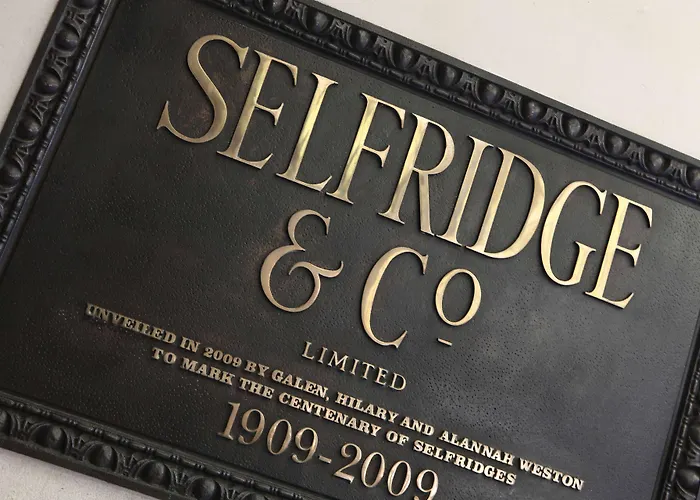 SELFRIDGE
& Co
LIMITED
UNVEILED IN 2009 BY GALEN, HILARY AND ALANNAH WESTON
TO MARK THE CENTENARY OF SELFRIDGES
1909-2009